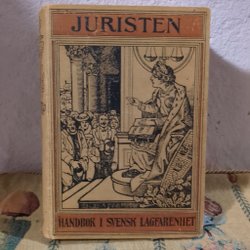 JURISTEN
HANDBOK I SVENSK LAGFARENHET